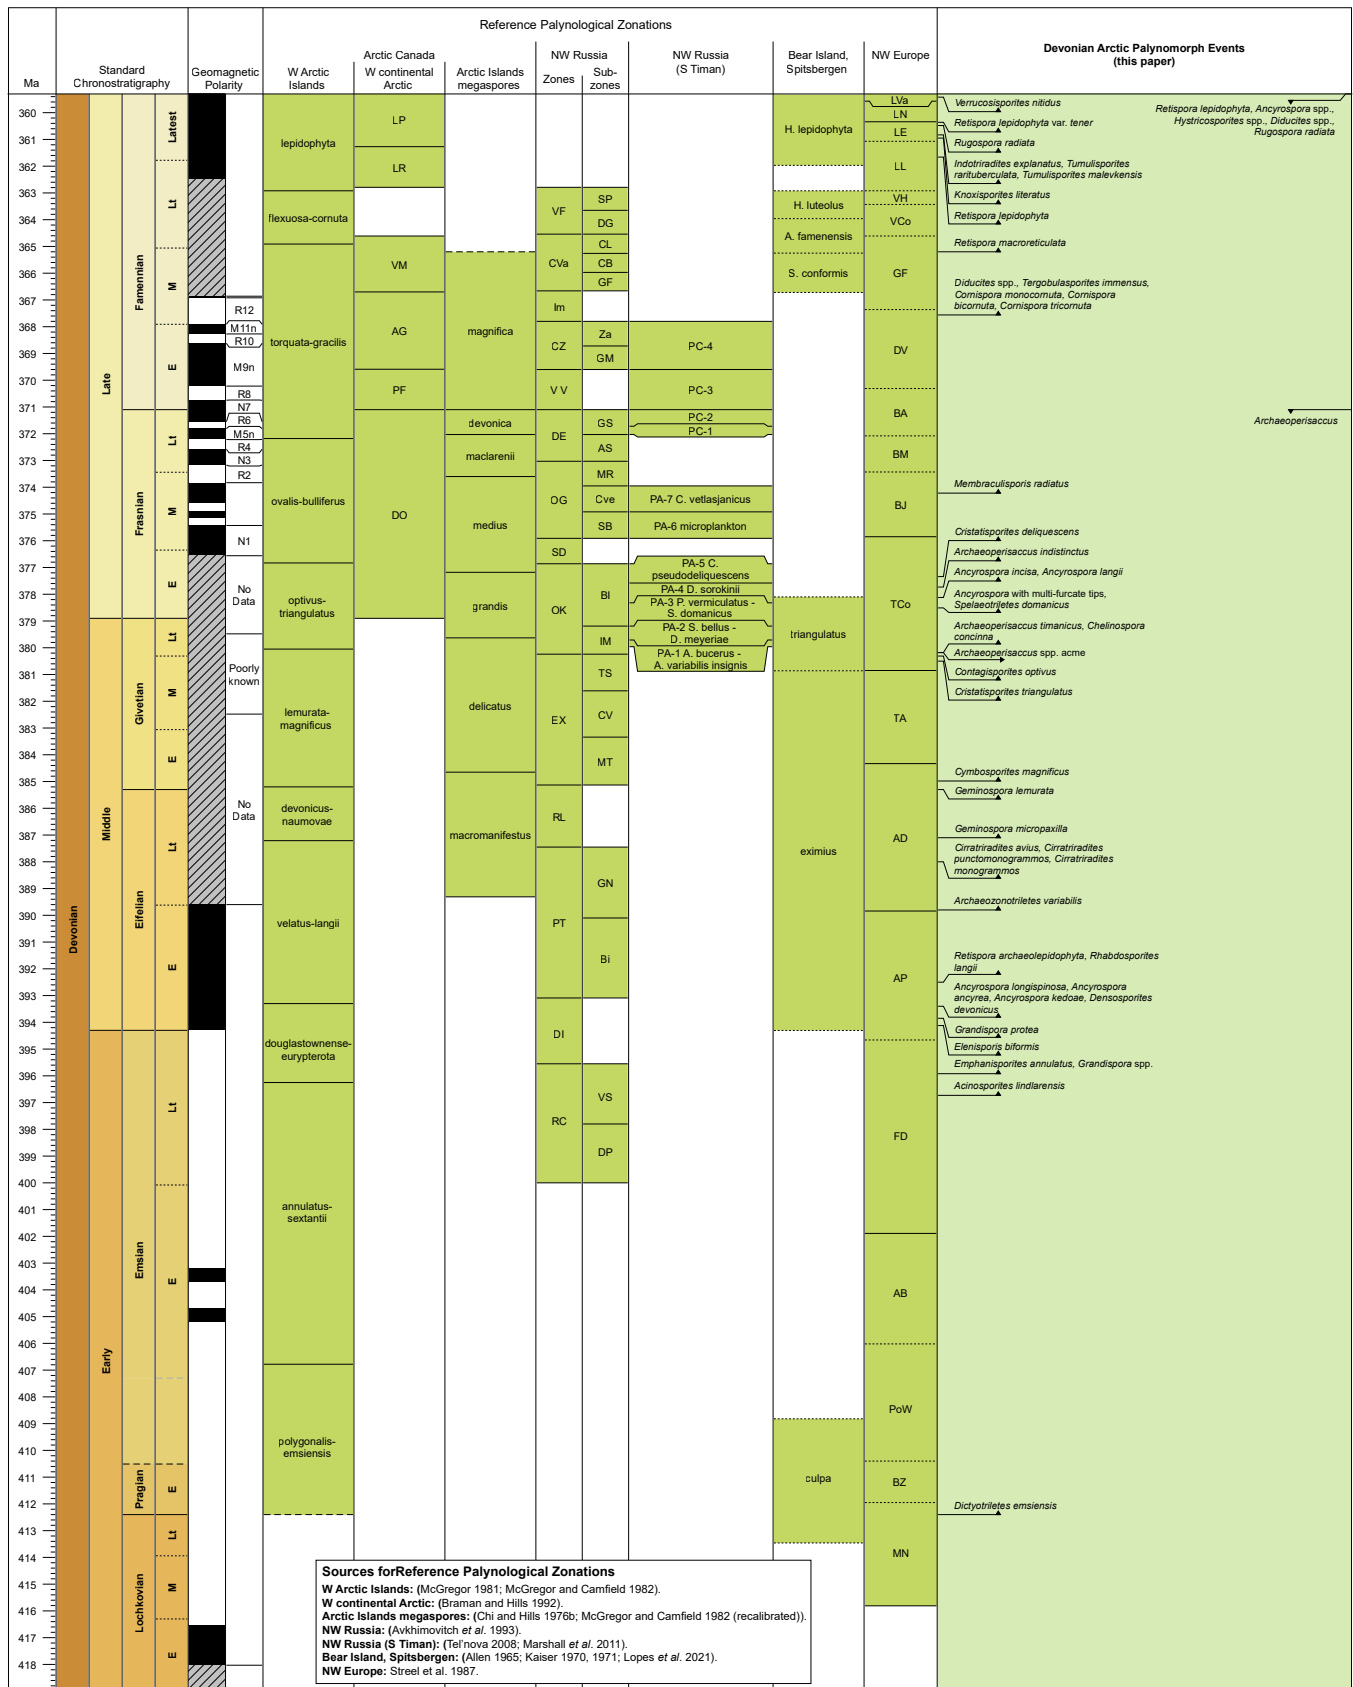 Reference Palynological Zonations
Devonian Arctic Palynomorph Events
(this paper)
Ma
Standard
Chronostratigraphy
Geomagnetic
Polarity
W Arctic
Islands
Arctic Canada
W continental
Arctic
Arctic Islands
megaspores
NW Russia
Zones
Sub-
zones
NW Russia
(S Timan)
Bear Island,
Spitsbergen
NW Europe
360
361
362
363
364
365
366
367
368
369
370
371
372
373
374
375
376
377
378
379
380
381
382
383
384
385
386
387
388
389
390
391
392
393
394
395
396
397
398
399
400
401
402
403
404
405
406
407
408
409
410
411
412
413
414
415
416
417
418
Devonian
Late
Middle
Early
Famennian
Frasnian
Givetian
Eifelian
Emsian
Pragian
Lochkovian
Latest
Lt
M
E
Lt
M
E
Lt
M
E
Lt
E
Lt
E
E
Lt
M
E
R12
M11n
R10
M9n
R8
N7
R6
M5n
R4
N3
R2
N1
No
Data
Poorly
known
No
Data
lepidophyta
flexuosa-cornuta
torquata-gracilis
ovalis-bulliferus
optivus-
triangulatus
lemurata-
magnificus
devonicus-
naumovae
velatus-langii
douglastownense-
eurypterota
annulatus-
sextantii
polygonalis-
emsiensis
LP
LR
VM
AG
PF
DO
magnifica
devonica
maclarenii
medius
grandis
delicatus
macromanifestus
VF
CVa
Im
CZ
V V
DE
OG
SD
OK
EX
RL
PT
DI
RC
SP
DG
CL
CB
GF
Za
GM
GS
AS
MR
Cve
SB
BI
IM
TS
CV
MT
GN
Bi
VS
DP
PC-4
PC-3
PC-2
PC-1
PA-7 C. vetlasjanicus
PA-6 microplankton
PA-5 C.
pseudodeliquescens
PA-4 D. sorokinii
PA-3 P. vermiculatus -
S. domanicus
PA-2 S. bellus -
D. meyeriae
PA-1 A. bucerus -
A. variabilis insignis
H. lepidophyta
H. luteolus
A. famenensis
S. conformis
triangulatus
eximius
culpa
LVa
LN
LE
LL
VH
VCo
GF
DV
BA
BM
BJ
TCo
TA
AD
AP
FD
AB
PoW
BZ
MN
Verrucosisporites nitidus
Retispora lepidophyta, Ancyrospora spp.,
Hystricosporites spp., Diducites spp.,
Rugospora radiata
Retispora lepidophyta var. tener
Rugospora radiata
Indotriradites explanatus, Tumulisporites
rarituberculata, Tumulisporites malevkensis
Knoxisporites literatus
Retispora lepidophyta
Retispora macroreticulata
Diducites spp., Tergobulasporites immensus,
Cornispora monocornuta, Cornispora
bicornuta, Cornispora tricornuta
Archaeoperisaccus
Membraculisporis radiatus
Cristatisporites deliquescens
Archaeoperisaccus indistinctus
Ancyrospora incisa, Ancyrospora langii
Ancyrospora with multi-furcate tips,
Spelaeotriletes domanicus
Archaeoperisaccus timanicus, Chelinospora
concinna
Archaeoperisaccus spp. acme
Contagisporites optivus
Cristatisporites triangulatus
Cymbosporites magnificus
Geminospora lemurata
Geminospora micropaxilla
Cirratriradites avius, Cirratriradites
punctomonogrammos, Cirratriradites
monogrammos
Archaeozonotriletes variabilis
Retispora archaeolepidophyta, Rhabdosporites
langii
Ancyrospora longispinosa, Ancyrospora
ancyrea, Ancyrospora kedoae, Densosporites
devonicus
Grandispora protea
Elenisporis biformis
Emphanisporites annulatus, Grandispora spp.
Acinosporites lindlarensis
Dictyotriletes emsiensis
Sources forReference Palynological Zonations
W Arctic Islands: (McGregor 1981; McGregor and Camfield 1982).
W continental Arctic: (Braman and Hills 1992).
Arctic Islands megaspores: (Chi and Hills 1976b; McGregor and Camfield 1982 (recalibrated)).
NW Russia: (Avkhimovitch et al. 1993).
NW Russia (S Timan): (Tel'nova 2008; Marshall et al. 2011).
Bear Island, Spitsbergen: (Allen 1965; Kaiser 1970, 1971; Lopes et al. 2021).
NW Europe: Streel et al. 1987.